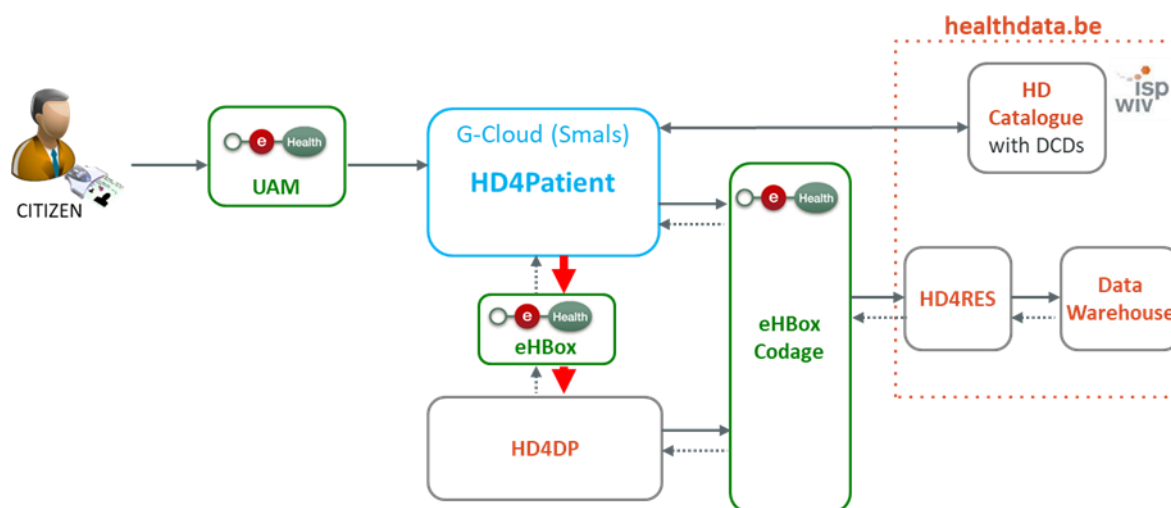 healthdata.be
isp
wiv
HD
Catalogue
with DCDs
G-Cloud (Smals)
HD4Patient
e Health
UAM
CITIZEN
e Health
e Health
eHBox
eHBox
Codage
HD4RES
Data
Warehouse
HD4DP